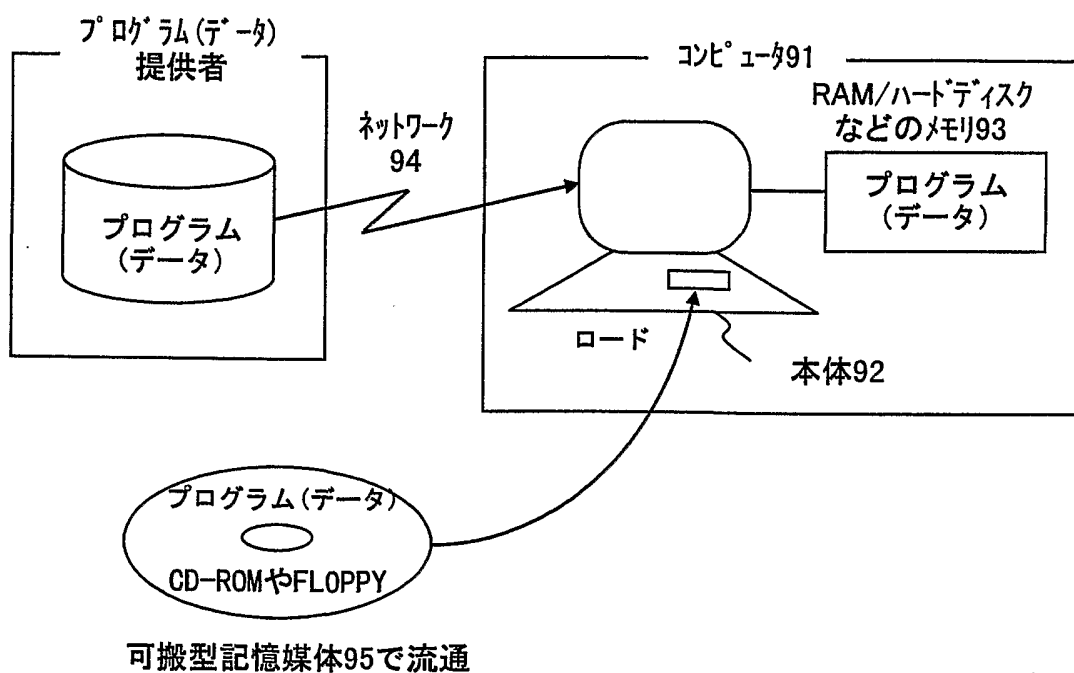 プログラム(データ)
提供者
プログラム
(データ)
ネットワーク
94
コンピュータ91
RAM/ハードディスク
などのメモリ93
プログラム
(データ)
ロード
本体92
プログラム(データ)
CD-ROMやFLOPPY
可搬型記憶媒体95で流通